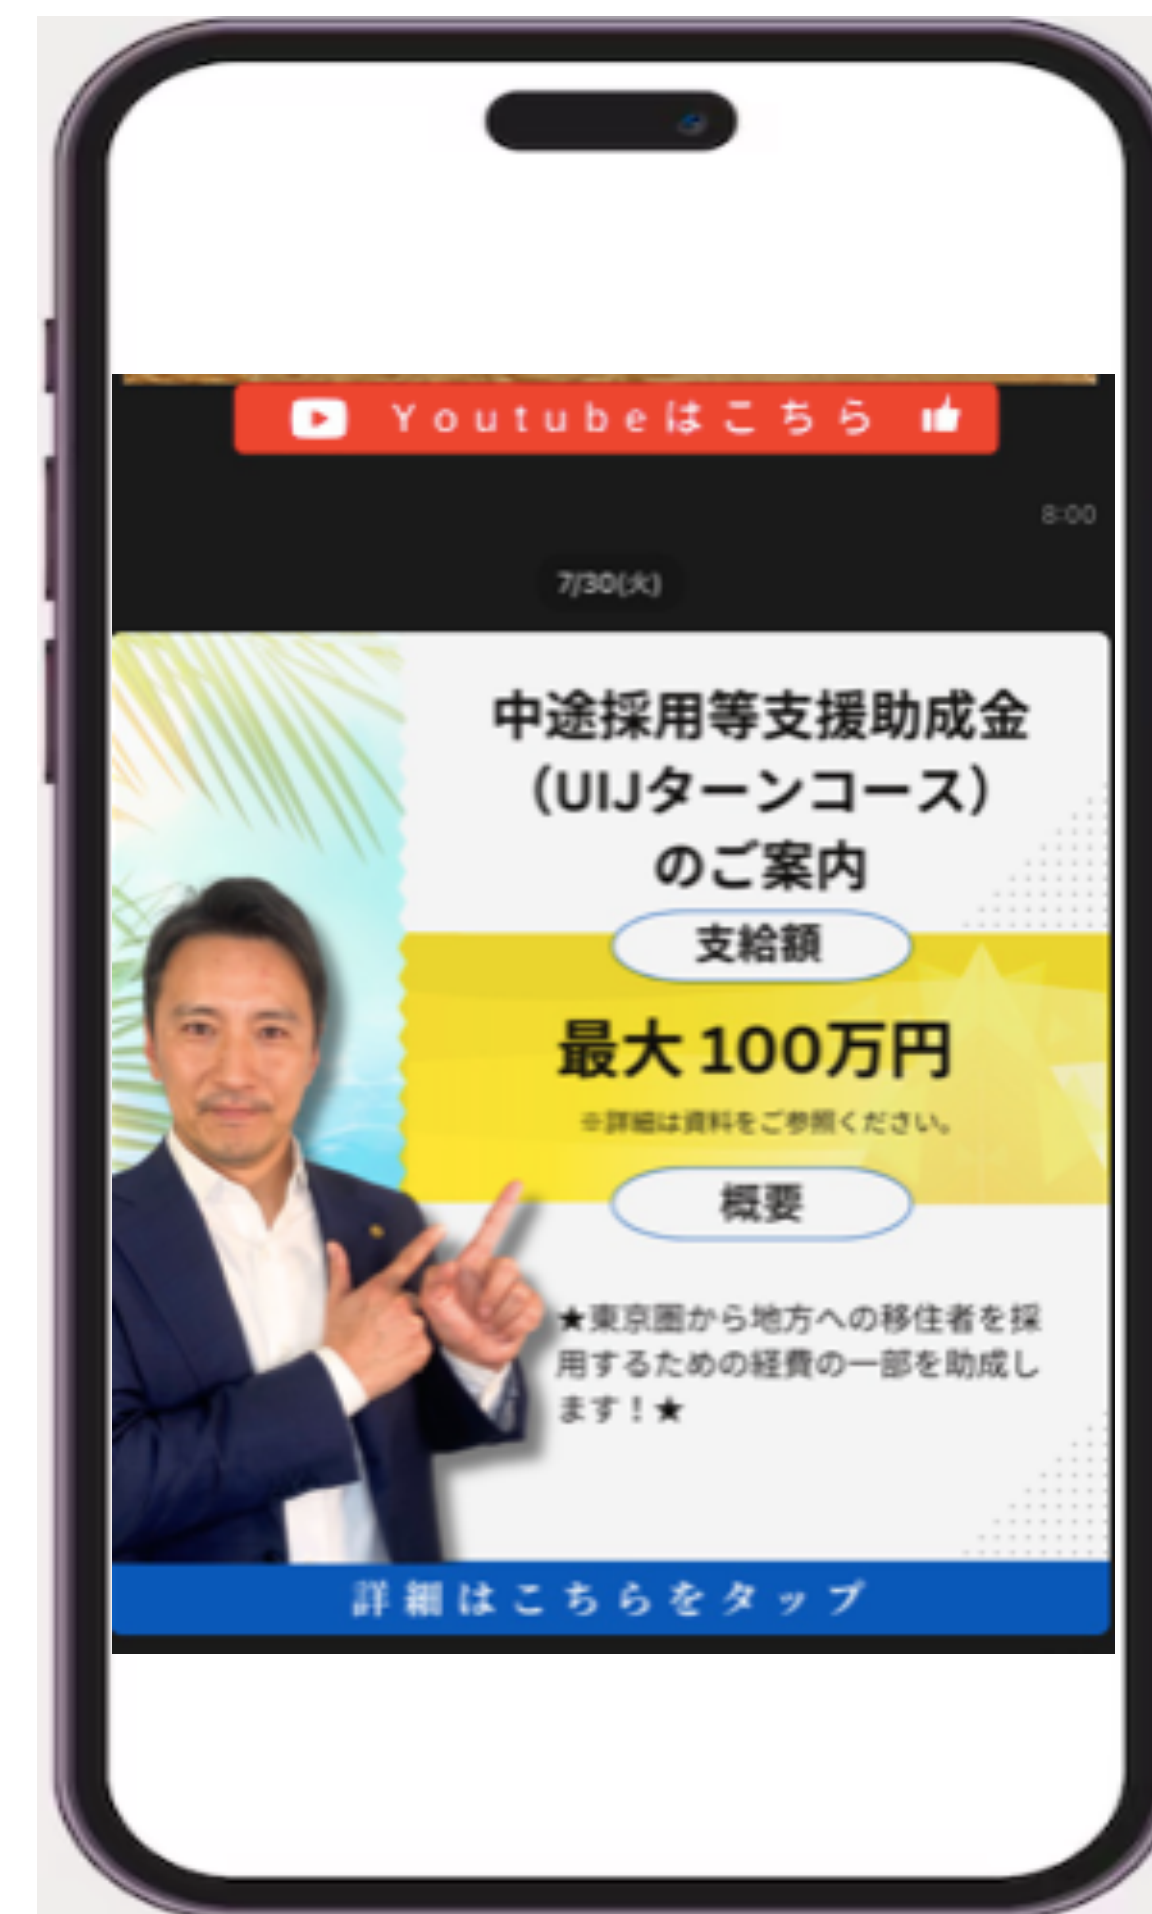 Youtubeはこちら
8:00
7/30(火)
中途採用等支援助成金
（UIJターンコース）
のご案内
支給額
最大100万円
※詳細は資料をご参照ください。
概要
★東京圏から地方への移住者を採
用するための経費の一部を助成し
ます！★
詳細はこちらをタップ